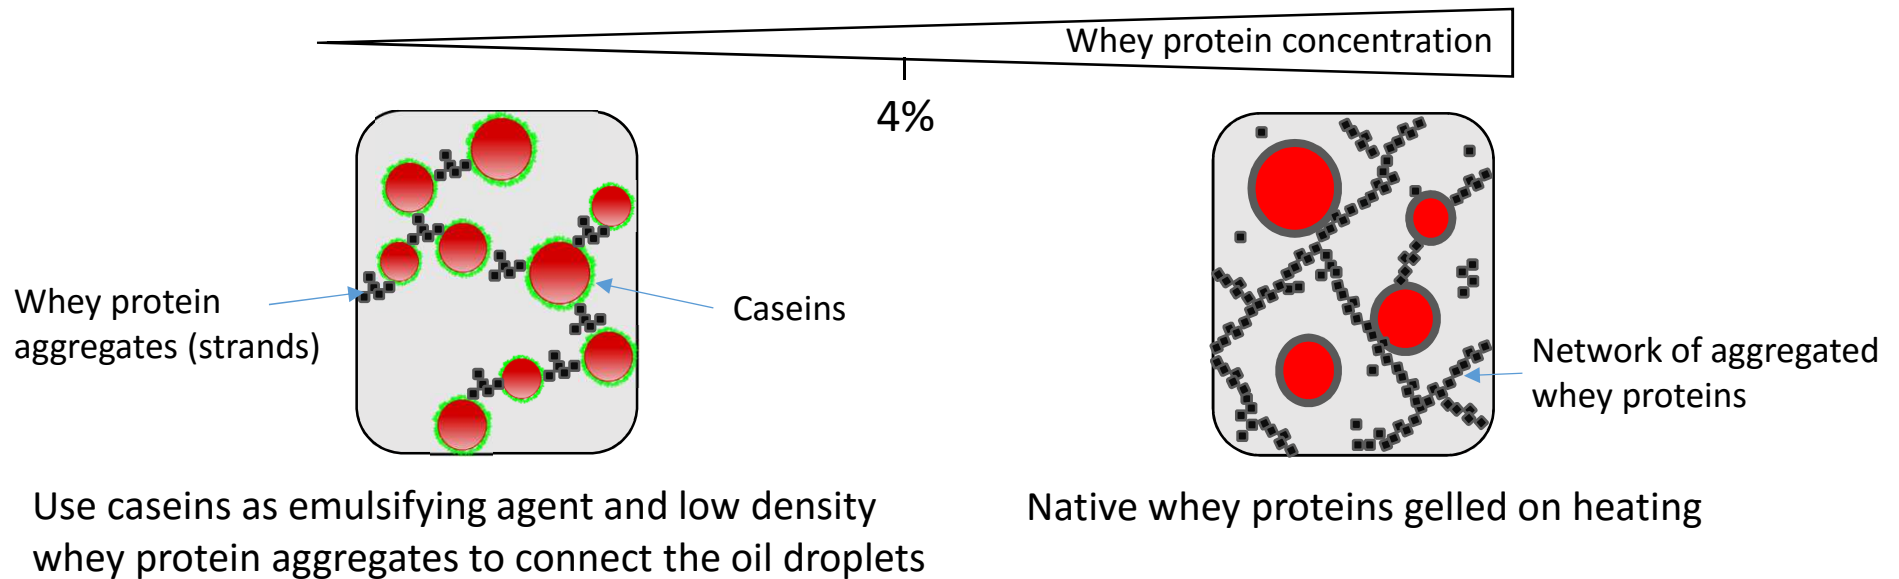 Whey protein concentration
4%
Whey protein
aggregates (strands)
Caseins
Network of aggregated
whey proteins
Use caseins as emulsifying agent and low density
whey protein aggregates to connect the oil droplets
Native whey proteins gelled on heating